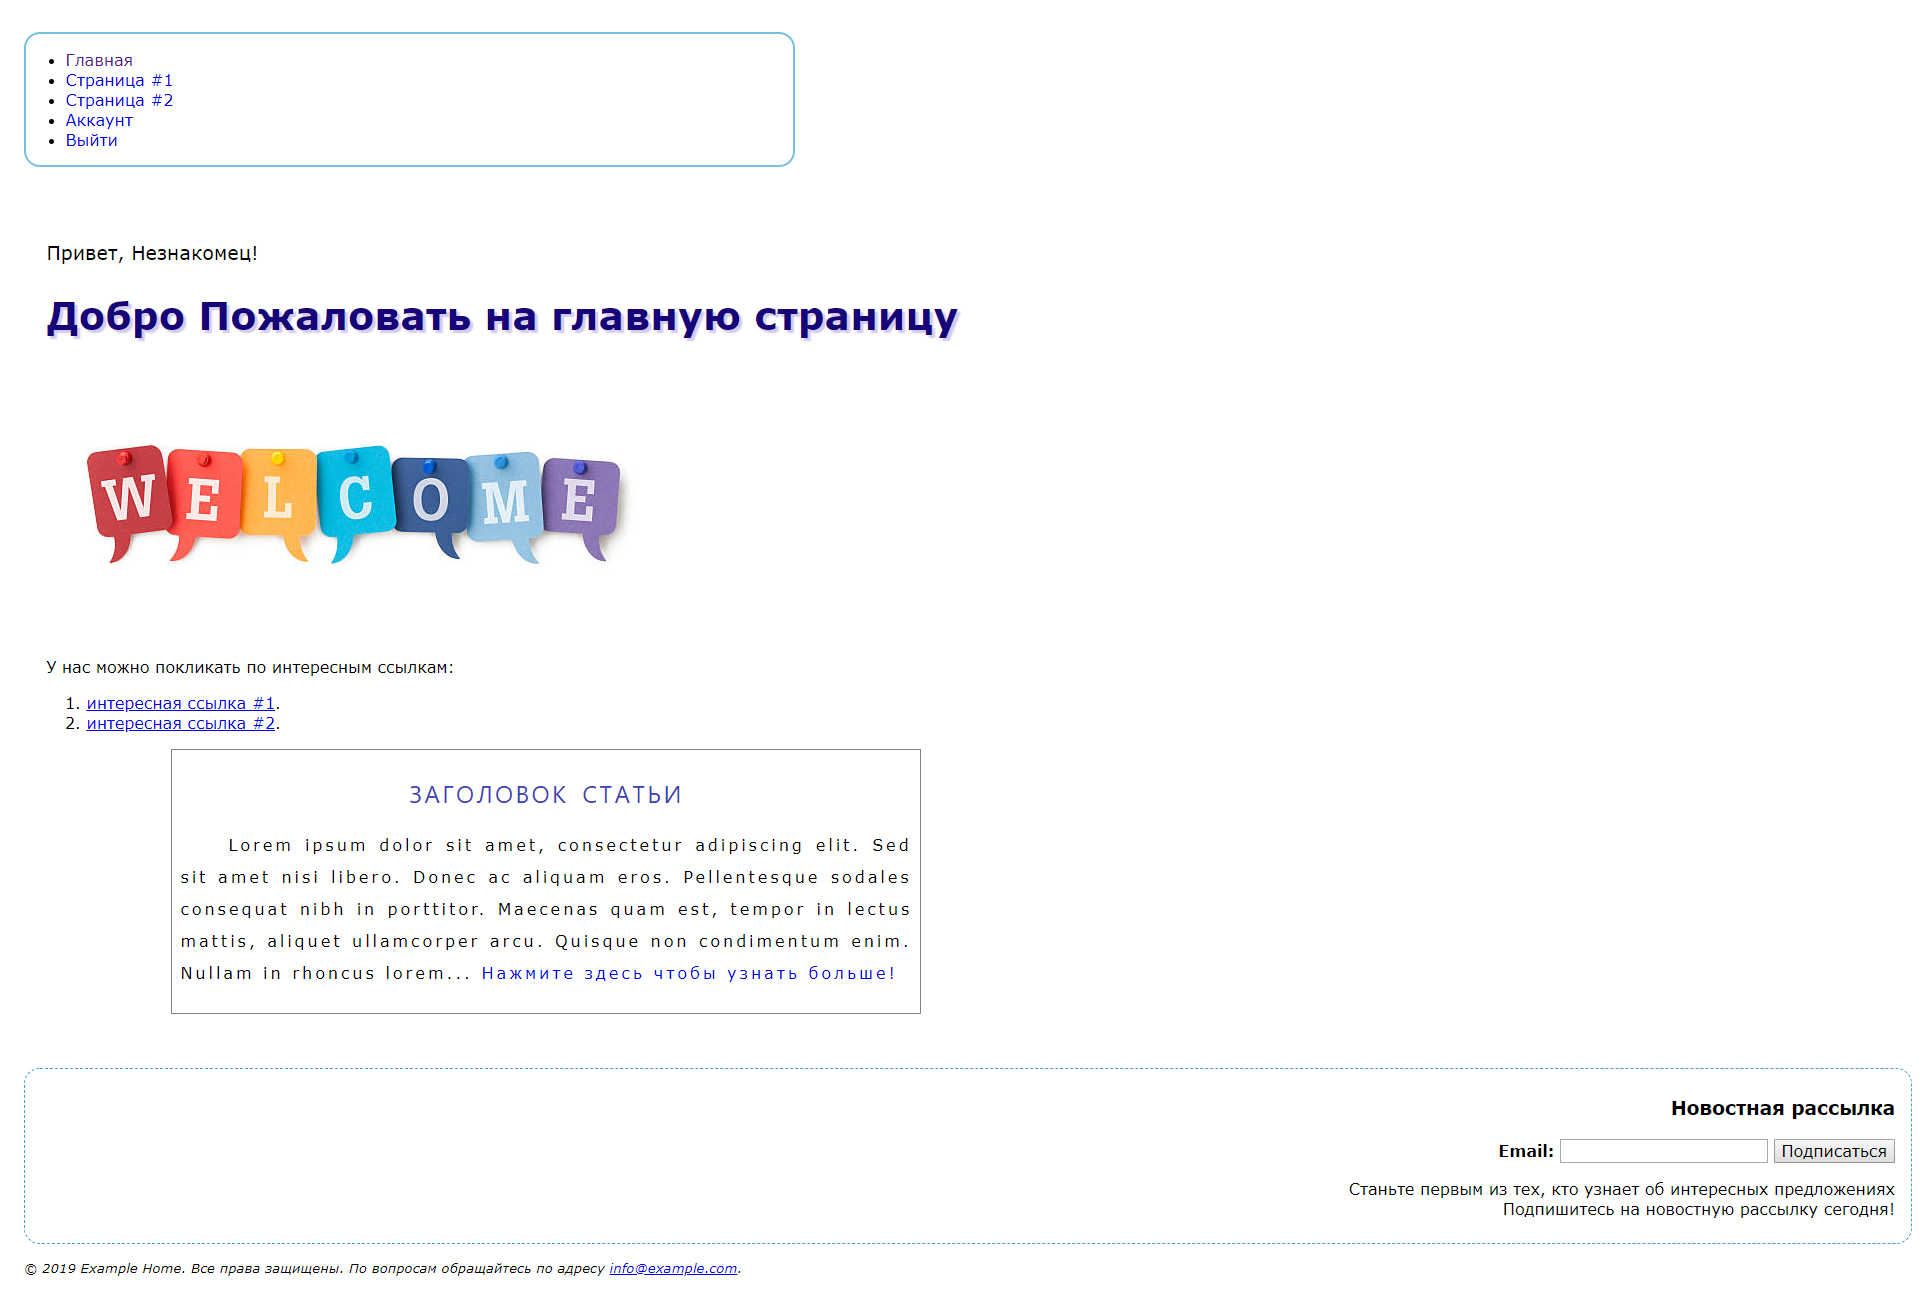 Главная
Страница #1
Страница #2
Аккаунт
Выйти
Привет, Незнакомец!
Добро Пожаловать на главную страницу
WELCOME
У нас можно покликать по интересным ссылкам:
1. интересная ссылка #1.
2. интересная ссылка #2.
ЗАГОЛОВОК СТАТЬИ
Lorem ipsum dolor sit amet, consectetur adipiscing elit. Sed
sit amet nisi libero. Donec ac aliquam eros. Pellentesque sodales
consequat nibh in porttitor. Maecenas quam est, tempor in lectus
mattis, aliquet ullamcorper arcu. Quisque non condimentum enim.
Nullam in rhoncus lorem... Нажмите здесь чтобы узнать больше!
Новостная рассылка
Email: Подписаться
Станьте первым из тех, кто узнает об интересных предложениях
Подпишитесь на новостную рассылку сегодня!
© 2019 Example Home. Все права защищены. По вопросам обращайтесь по адресу info@example.com.